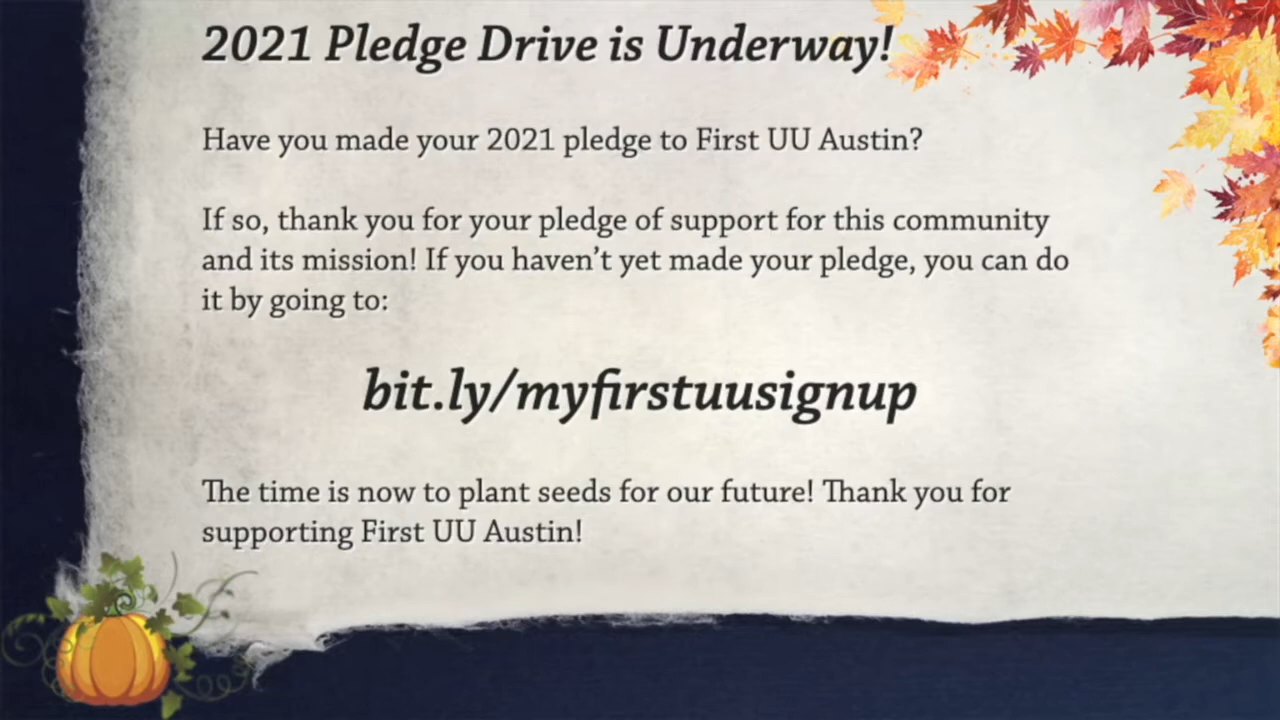 2021 Pledge Drive is Underway!
Have you made your 2021 pledge to First UU Austin?
If so, thank you for your pledge of support for this community
and its mission! If you haven’t yet made your pledge, you can do
it by going to:
bit.ly/myfirstuusignup
The time is now to plant seeds for our future! Thank you for
supporting First UU Austin!